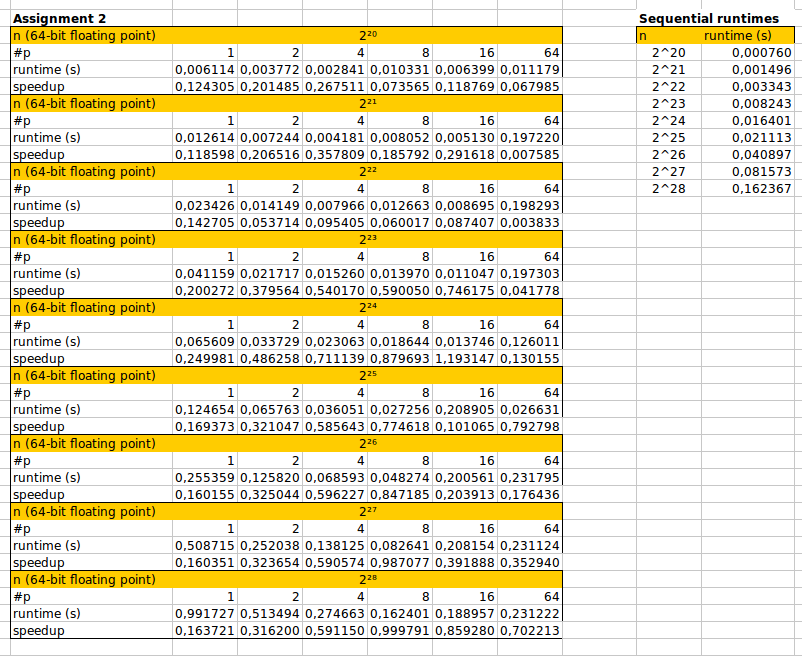 Assignment 2
n (64-bit floating point) 2²⁰
#p 1 2 4 8 16 64
runtime (s) 0,006114 0,003772 0,002841 0,010331 0,006399 0,011179
speedup 0,124305 0,201485 0,267511 0,073565 0,118769 0,067985
n (64-bit floating point) 2²¹
#p 1 2 4 8 16 64
runtime (s) 0,012614 0,007244 0,004181 0,008052 0,005130 0,197220
speedup 0,118598 0,206516 0,357809 0,185792 0,291618 0,007585
n (64-bit floating point) 2²²
#p 1 2 4 8 16 64
runtime (s) 0,023426 0,014149 0,007966 0,012663 0,008695 0,198293
speedup 0,142705 0,053714 0,095405 0,060017 0,087407 0,003833
n (64-bit floating point) 2²³
#p 1 2 4 8 16 64
runtime (s) 0,041159 0,021717 0,015260 0,013970 0,011047 0,197303
speedup 0,200272 0,379564 0,540170 0,590050 0,746175 0,041778
n (64-bit floating point) 2²⁴
#p 1 2 4 8 16 64
runtime (s) 0,065609 0,033729 0,023063 0,018644 0,013746 0,126011
speedup 0,249981 0,486258 0,711139 0,879693 1,193147 0,130155
n (64-bit floating point) 2²⁵
#p 1 2 4 8 16 64
runtime (s) 0,124654 0,065763 0,036051 0,027256 0,208905 0,026631
speedup 0,169373 0,321047 0,585643 0,774618 0,101065 0,792798
n (64-bit floating point) 2²⁶
#p 1 2 4 8 16 64
runtime (s) 0,255359 0,125820 0,068593 0,048274 0,200561 0,231795
speedup 0,160155 0,325044 0,596227 0,847185 0,203913 0,176436
n (64-bit floating point) 2²⁷
#p 1 2 4 8 16 64
runtime (s) 0,508715 0,252038 0,138125 0,082641 0,208154 0,231124
speedup 0,160351 0,323654 0,590574 0,987077 0,391888 0,352940
n (64-bit floating point) 2²⁸
#p 1 2 4 8 16 64
runtime (s) 0,991727 0,513494 0,274663 0,162401 0,188957 0,231222
speedup 0,163721 0,316200 0,591150 0,999791 0,859280 0,702213
Sequential runtimes
n runtime (s)
2^20 0,000760
2^21 0,001496
2^22 0,003343
2^23 0,008243
2^24 0,016401
2^25 0,021113
2^26 0,040897
2^27 0,081573
2^28 0,162367